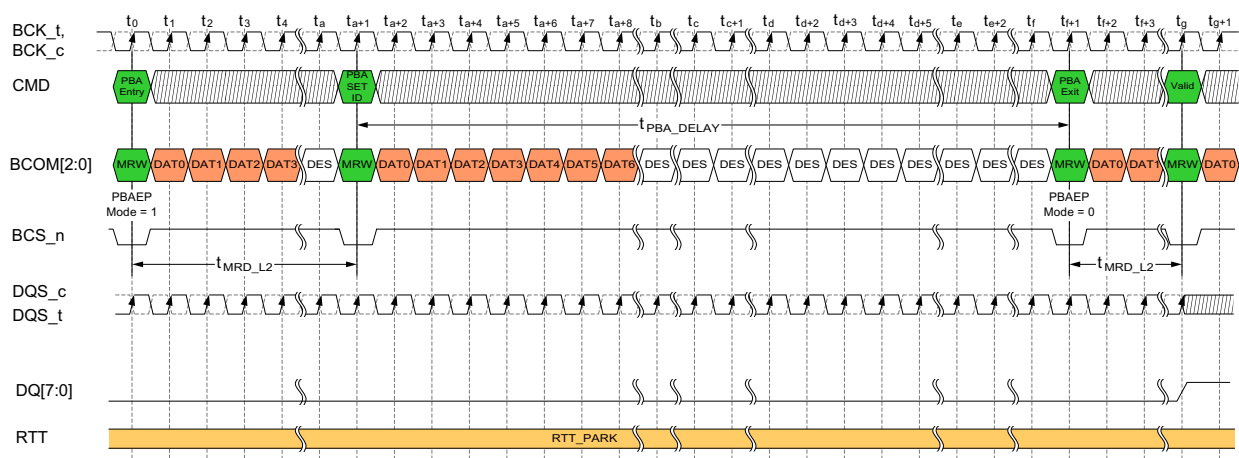 t0 t1 t2 t3 t4 ta ta+1 ta+2 ta+3 ta+4 ta+5 ta+6 ta+7 ta+8 tb tc tc+1 td td+2 td+3 td+4 td+5 te te+2 tf tf+1 tf+2 tf+3 tg tg+1
BCK_t,
BCK_c
CMD
PBA
Entry
PBA
SET
ID
PBA
Exit
Valid
tPBA_DELAY
BCOM[2:0]
MRW DAT0 DAT1 DAT2 DAT3 DES MRW DAT0 DAT1 DAT2 DAT3 DAT4 DAT5 DAT6 DES DES DES DES DES DES DES DES DES DES DES MRW DAT0 DAT1 MRW DAT0
PBAEP
Mode = 1
PBAEP
Mode = 0
BCS_n
tMRD_L2
tMRD_L2
DQS_c
DQS_t
DQ[7:0]
RTT
RTT_PARK